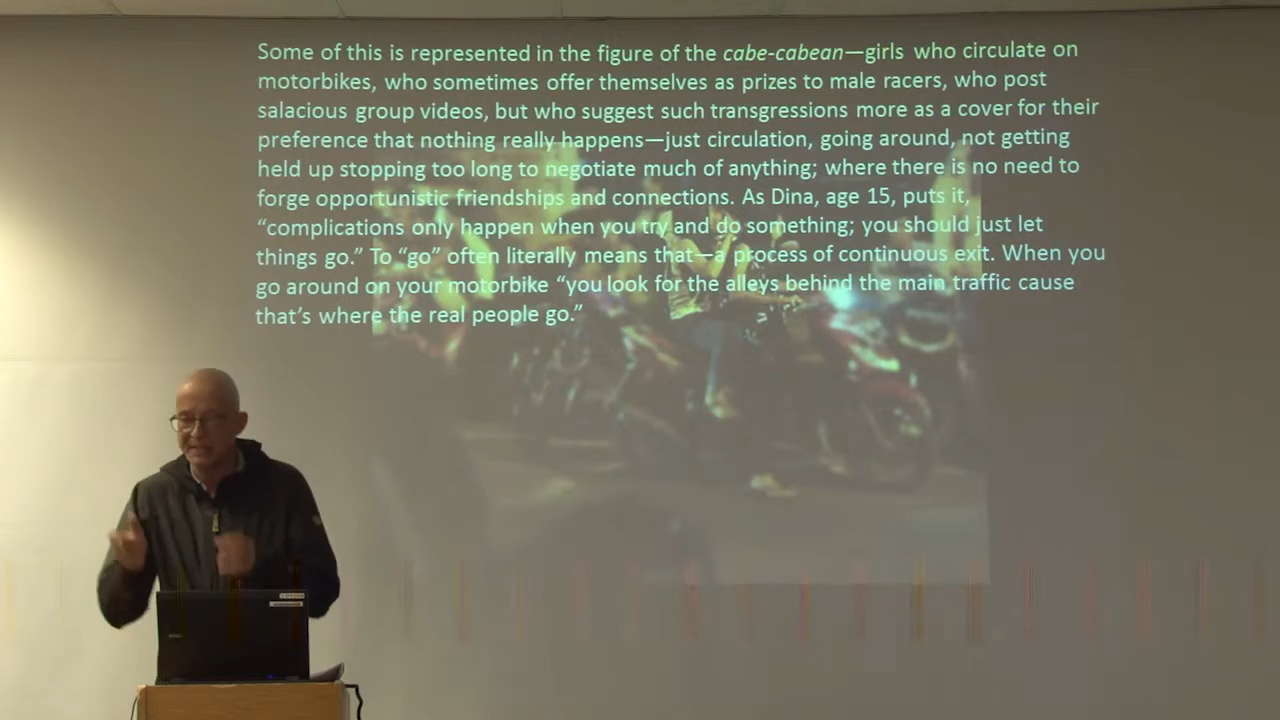 Some of this is represented in the figure of the cabe-cabean—girls who circulate on
motorbikes, who sometimes offer themselves as prizes to male racers, who post
salacious group videos, but who suggest such transgressions more as a cover for their
preference that nothing really happens—just circulation, going around, not getting
held up stopping too long to negotiate much of anything; where there is no need to
forge opportunistic friendships and connections. As Dina, age 15, puts it,
“complications only happen when you try and do something; you should just let
things go.” To “go” often literally means that—a process of continuous exit. When you
go around on your motorbike “you look for the alleys behind the main traffic cause
that’s where the real people go.”